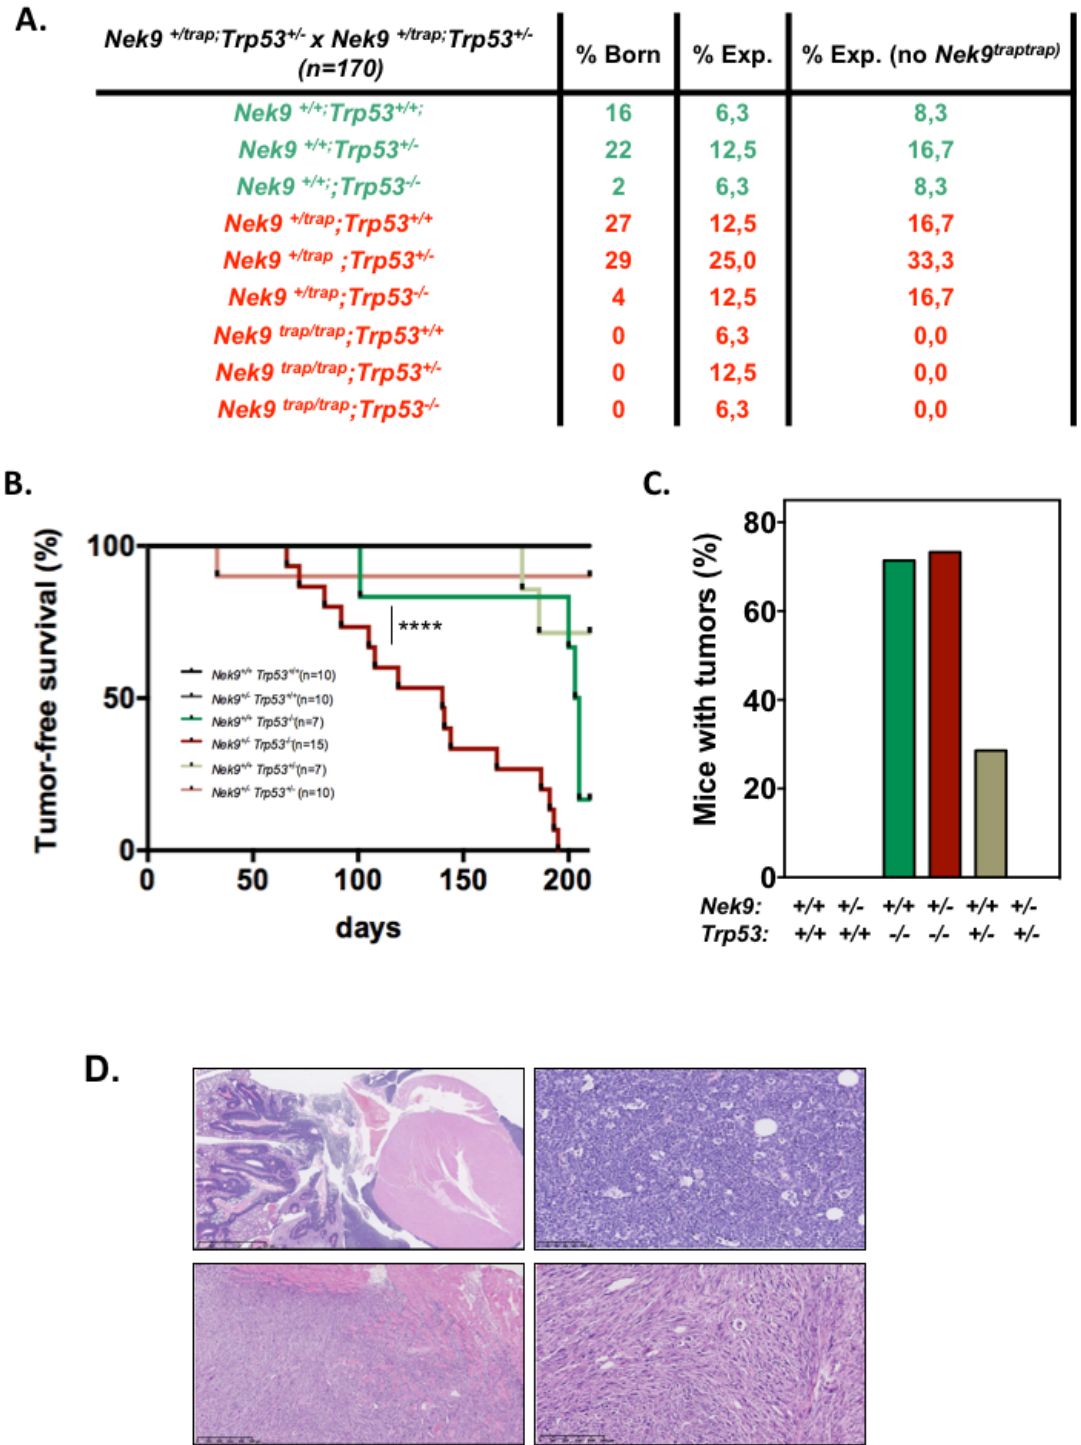 A.
Nek9 +/trap;Trp53+/- x Nek9 +/trap;Trp53+/-
(n=170)
% Born
% Exp.
% Exp. (no Nek9traptrap)
Nek9 +/+;Trp53+/+; 16 6,3 8,3
Nek9 +/+;Trp53+/- 22 12,5 16,7
Nek9 +/+;;Trp53-/- 2 6,3 8,3
Nek9 +/trap;Trp53+/+ 27 12,5 16,7
Nek9 +/trap ;Trp53+/- 29 25,0 33,3
Nek9 +/trap;Trp53-/- 4 12,5 16,7
Nek9 trap/trap;Trp53+/+ 0 6,3 0,0
Nek9 trap/trap;Trp53+/- 0 12,5 0,0
Nek9 trap/trap;Trp53-/- 0 6,3 0,0
B.
Tumor-free survival (%)
100
50
0
0 50 100 150 200
days
****
Nek9+/+ Trp53+/+(n=10)
Nek9+/- Trp53+/+(n=10)
Nek9+/+ Trp53-/-(n=7)
Nek9+/- Trp53-/-(n=15)
Nek9+/+ Trp53+/-(n=7)
Nek9+/- Trp53+/- (n=10)
C.
Mice with tumors (%)
80
60
40
20
0
Nek9: +/+ +/- +/+ +/- +/+ +/-
Trp53: +/+ +/+ -/- -/- +/- +/-
D.